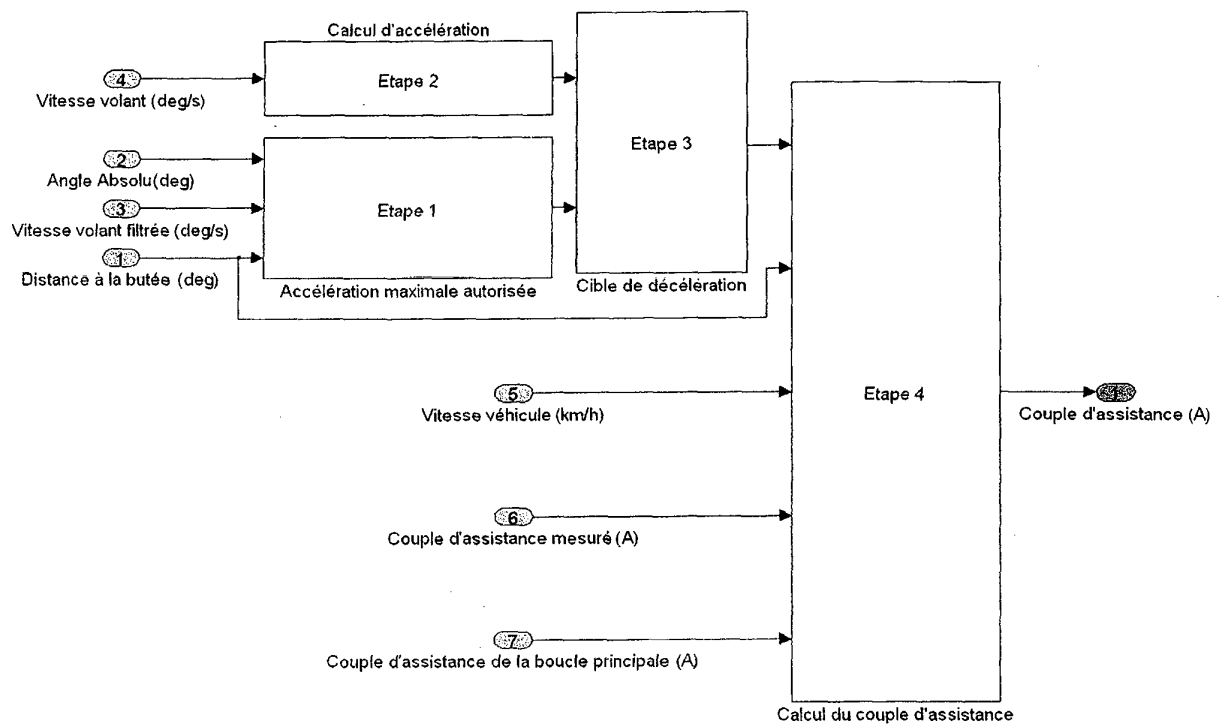 Calcul d'accélération
4
Etape 2
Vitesse volant (deg/s)
Etape 3
2
Angle Absolu(deg)
3
Etape 1
Vitesse volant filtrée (deg/s)
1
Distance à la butée (deg)
Accélération maximale autorisée
Cible de décélération
5
Etape 4
1
Vitesse véhicule (km/h)
Couple d'assistance (A)
6
Couple d'assistance mesuré (A)
7
Couple d'assistance de la boucle principale (A)
Calcul du couple d'assistance